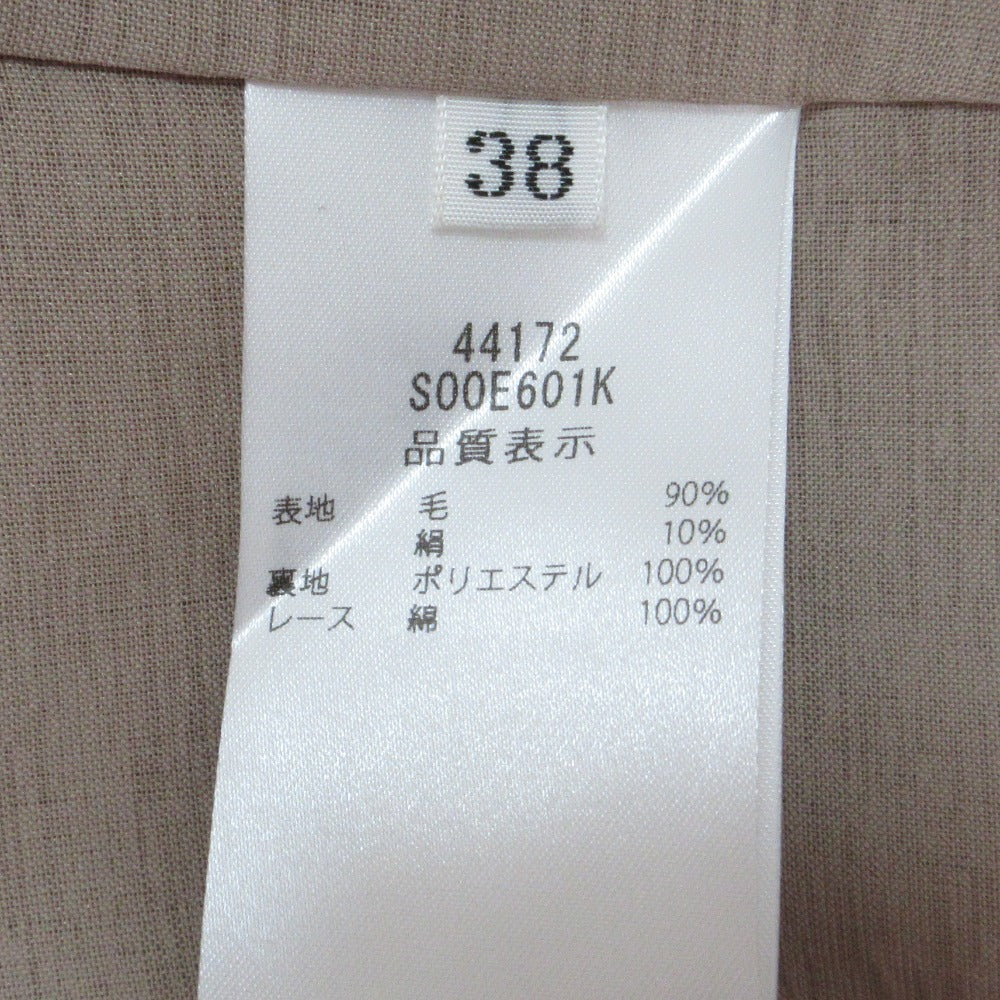 38
44172
S00E601K
品質表示
表地 毛 90%
絹 10%
裏地 ポリエステル 100%
レース 綿 100%